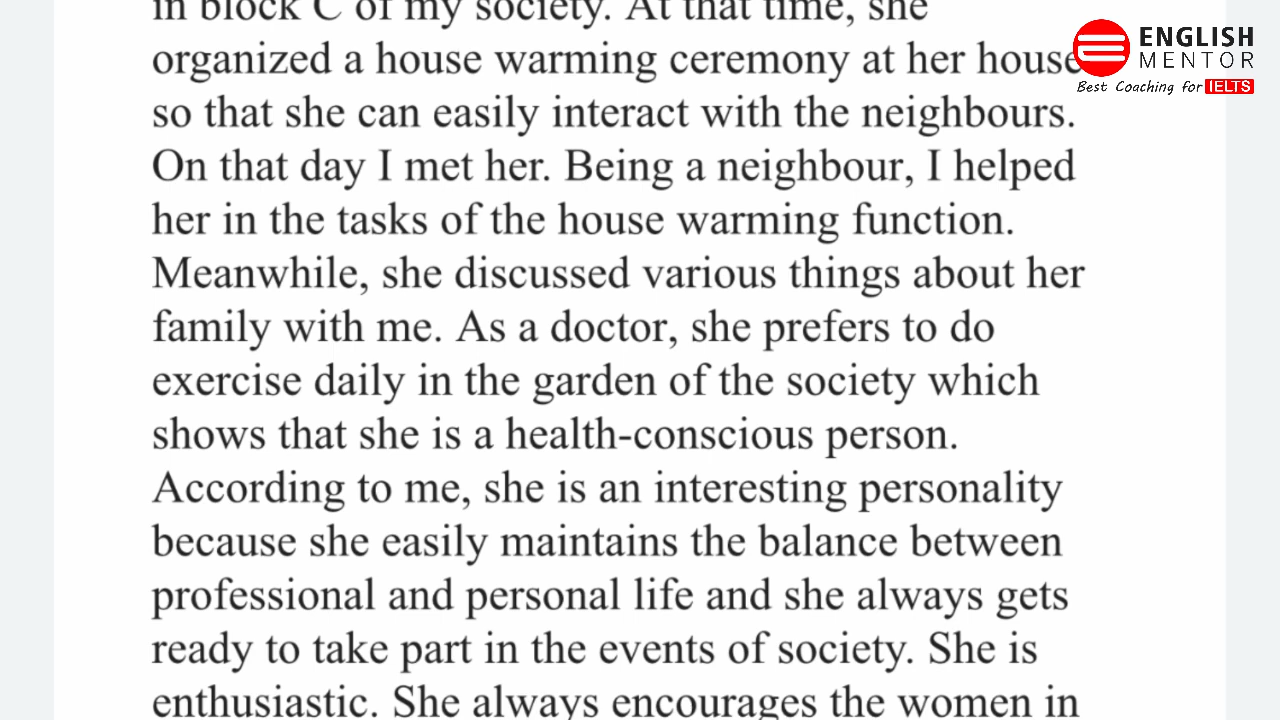 in block C of my society. At that time, she
organized a house warming ceremony at her house
so that she can easily interact with the neighbours.
On that day I met her. Being a neighbour, I helped
her in the tasks of the house warming function.
Meanwhile, she discussed various things about her
family with me. As a doctor, she prefers to do
exercise daily in the garden of the society which
shows that she is a health-conscious person.
According to me, she is an interesting personality
because she easily maintains the balance between
professional and personal life and she always gets
ready to take part in the events of society. She is
enthusiastic. She always encourages the women in
ENGLISH
MENTOR
Best Coaching for IELTS